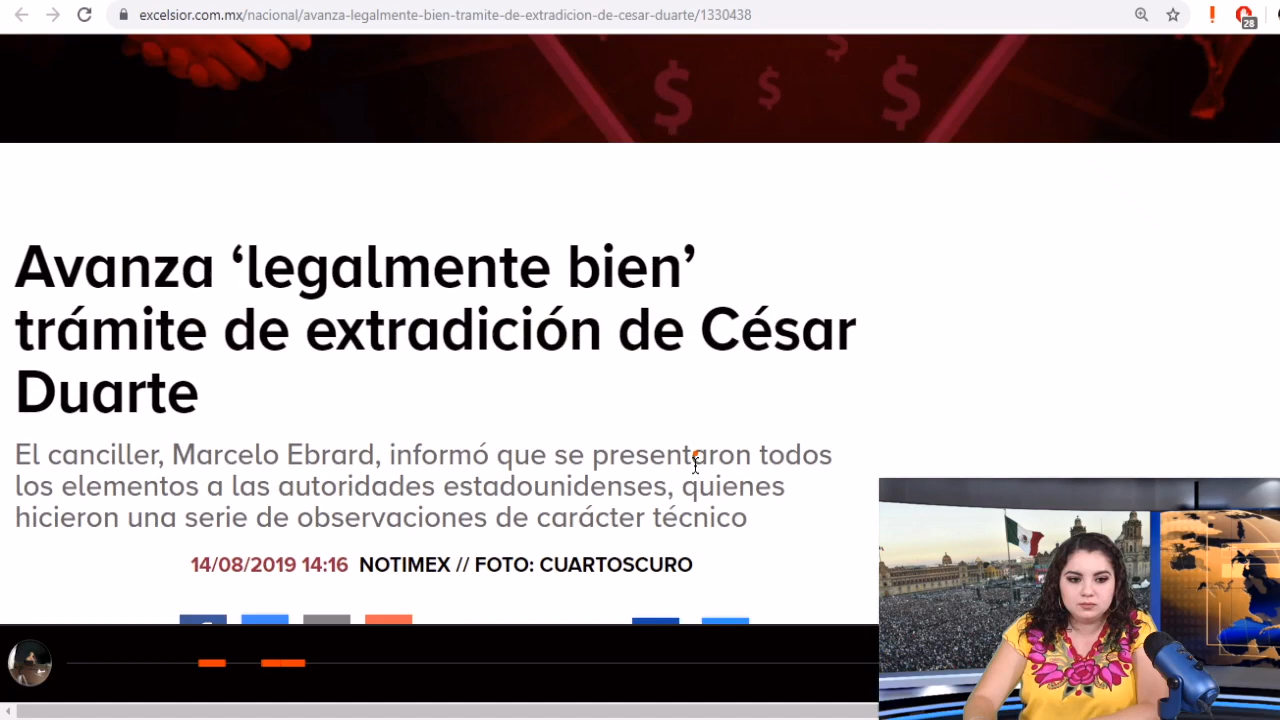 excelsior.com.mx/nacional/avanza-legalmente-bien-tramite-de-extradicion-de-cesar-duarte/1330438
28
$ $ $ $
Avanza ‘legalmente bien’
trámite de extradición de César
Duarte
El canciller, Marcelo Ebrard, informó que se presentaron todos
los elementos a las autoridades estadounidenses, quienes
hicieron una serie de observaciones de carácter técnico
14/08/2019 14:16 NOTIMEX // FOTO: CUARTOSCURO